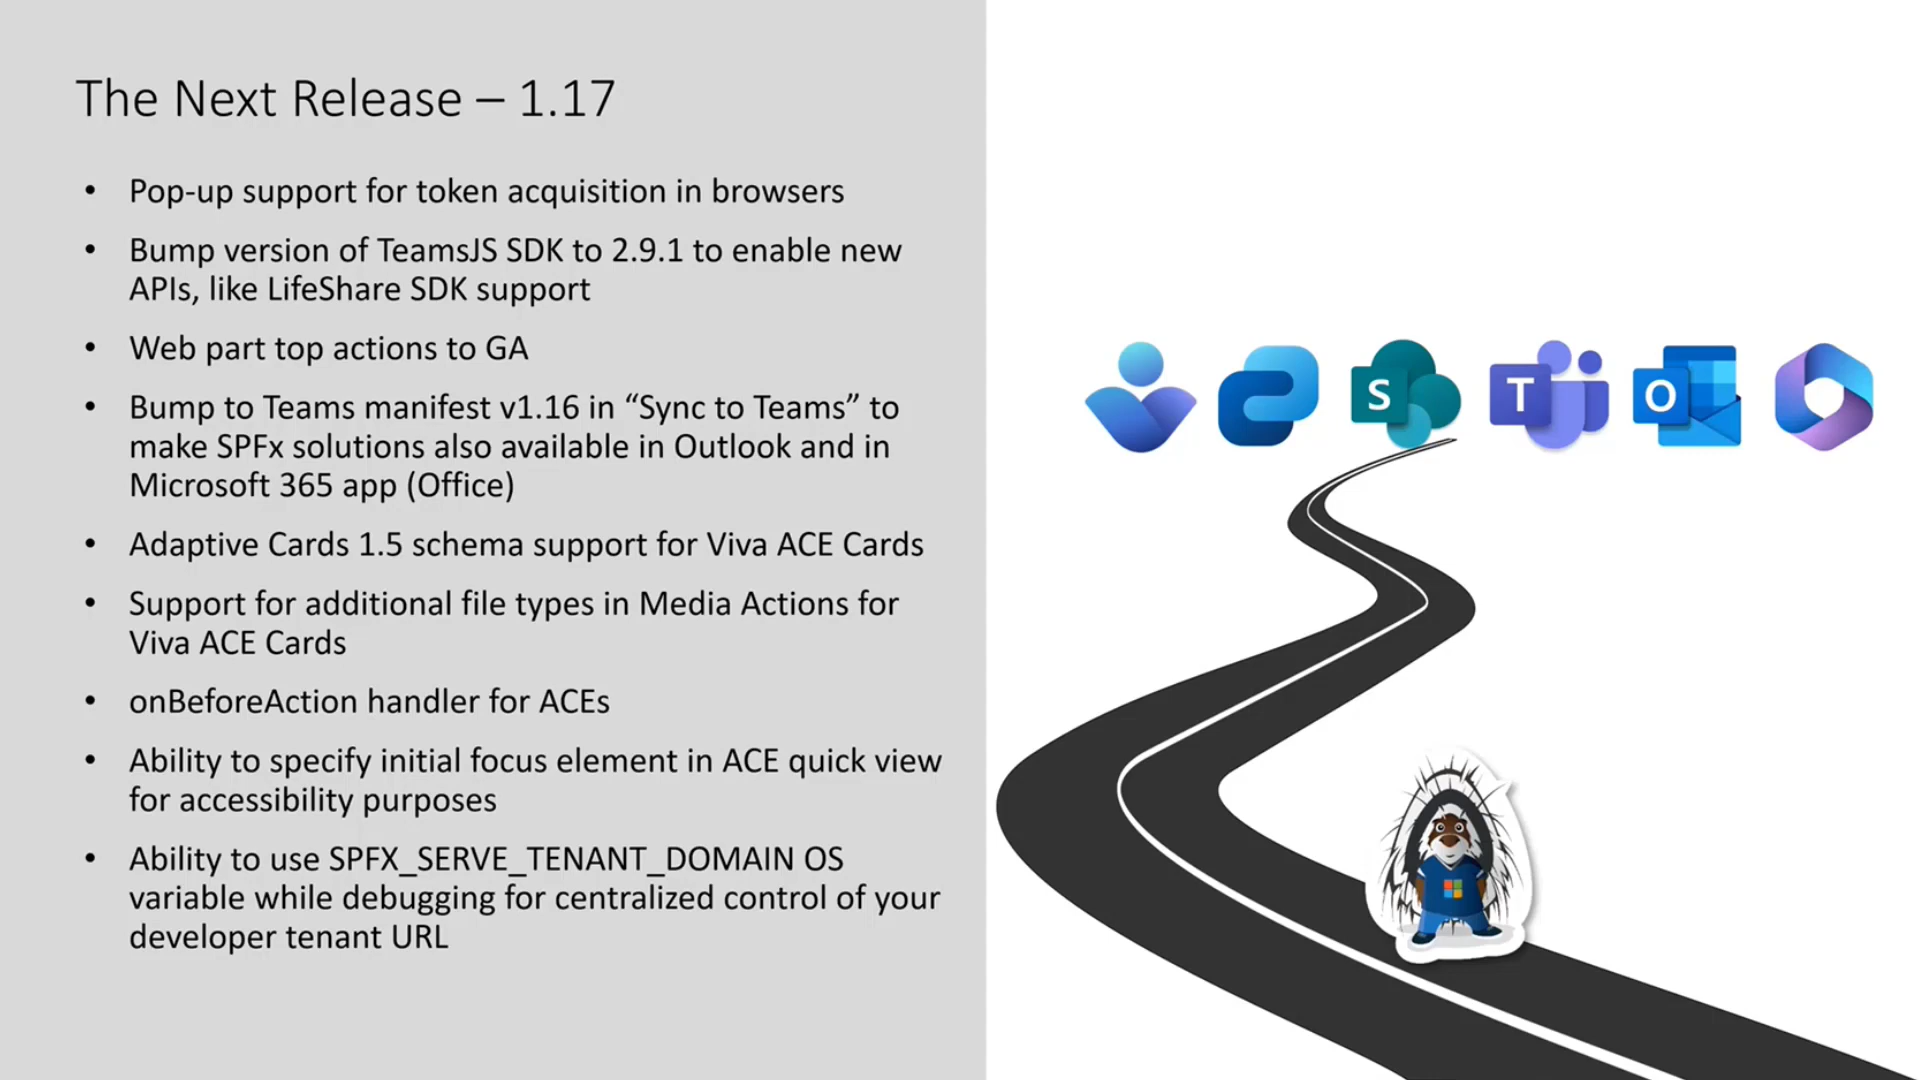 The Next Release – 1.17
• Pop-up support for token acquisition in browsers
• Bump version of TeamsJS SDK to 2.9.1 to enable new
APIs, like LifeShare SDK support
• Web part top actions to GA
• Bump to Teams manifest v1.16 in “Sync to Teams” to
make SPFx solutions also available in Outlook and in
Microsoft 365 app (Office)
• Adaptive Cards 1.5 schema support for Viva ACE Cards
• Support for additional file types in Media Actions for
Viva ACE Cards
• onBeforeAction handler for ACEs
• Ability to specify initial focus element in ACE quick view
for accessibility purposes
• Ability to use SPFX_SERVE_TENANT_DOMAIN OS
variable while debugging for centralized control of your
developer tenant URL
S
T
O